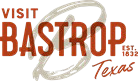 VISIT
BASTROP
EST.
1832
Texas